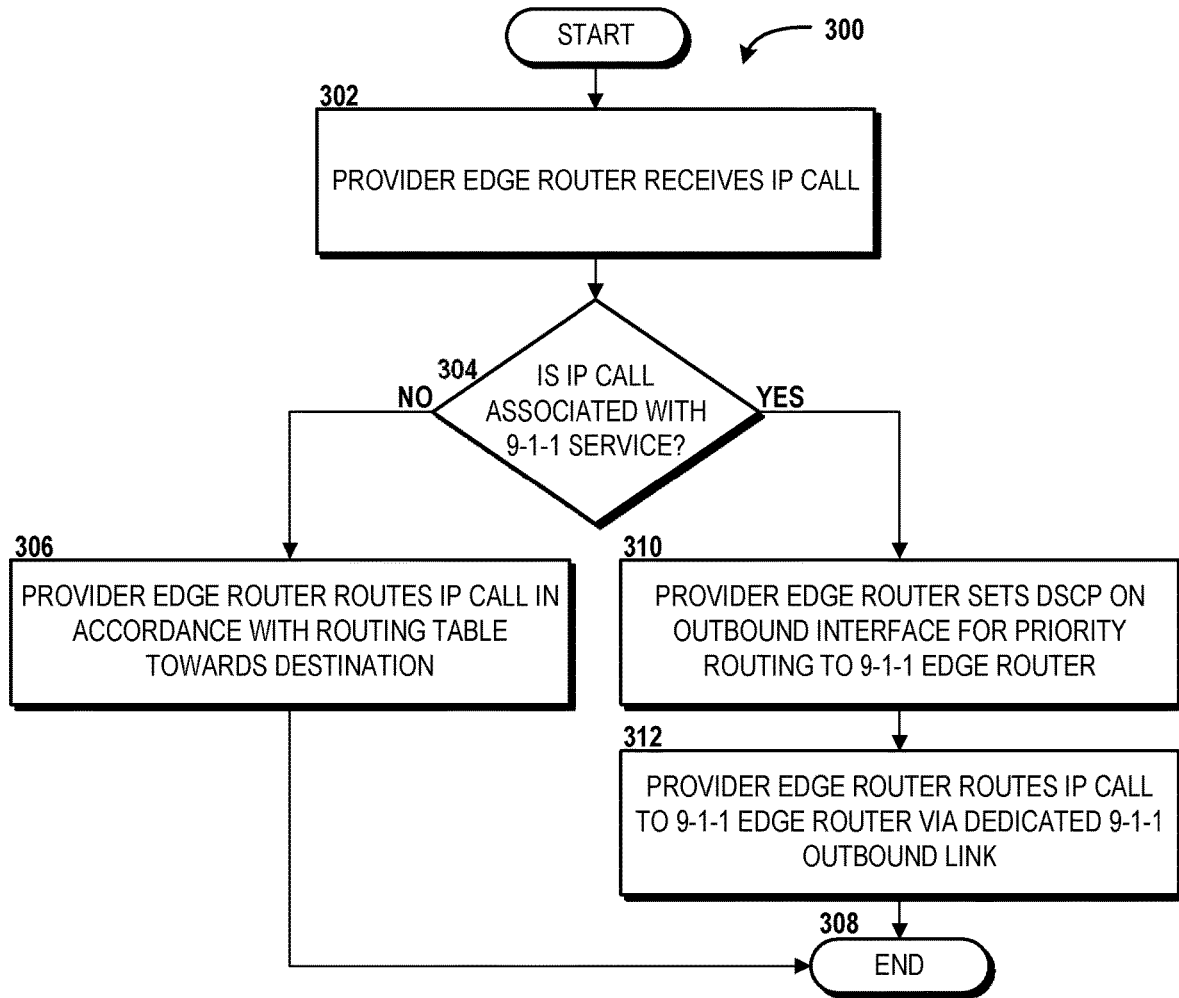 START
300
302
PROVIDER EDGE ROUTER RECEIVES IP CALL
304
IS IP CALL
ASSOCIATED WITH
9-1-1 SERVICE?
NO
YES
306
PROVIDER EDGE ROUTER ROUTES IP CALL IN
ACCORDANCE WITH ROUTING TABLE
TOWARDS DESTINATION
310
PROVIDER EDGE ROUTER SETS DSCP ON
OUTBOUND INTERFACE FOR PRIORITY
ROUTING TO 9-1-1 EDGE ROUTER
312
PROVIDER EDGE ROUTER ROUTES IP CALL
TO 9-1-1 EDGE ROUTER VIA DEDICATED 9-1-1
OUTBOUND LINK
308
END